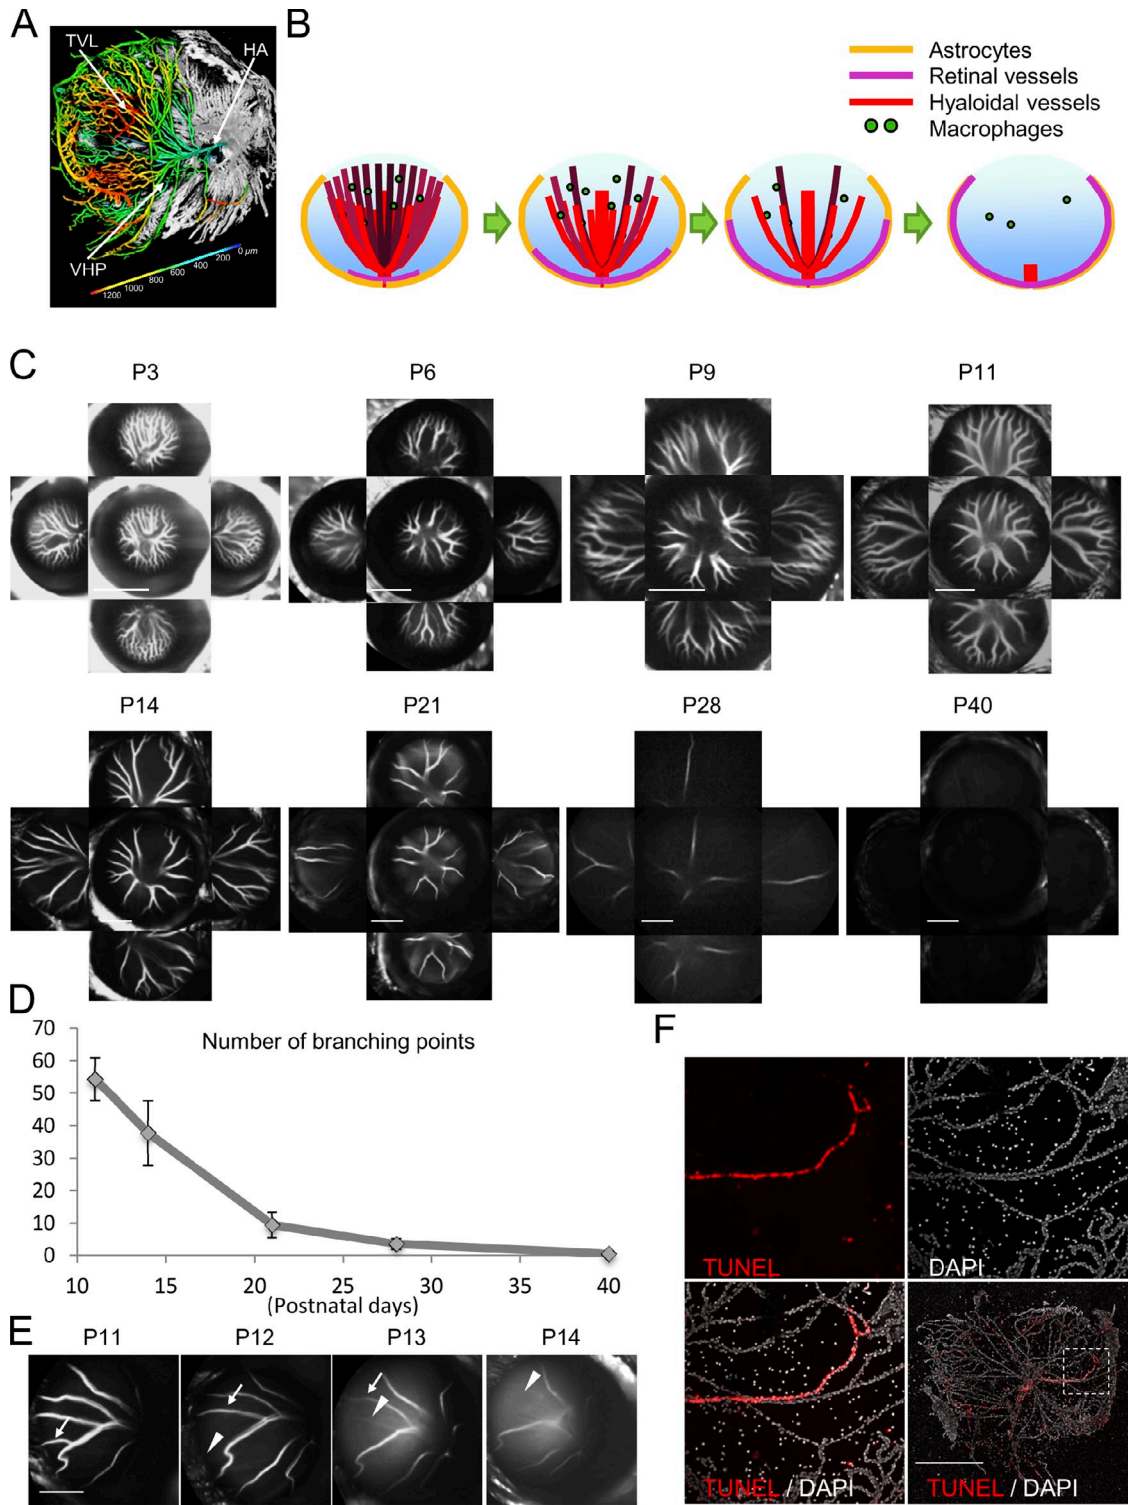 A
TVL
HA
VHP
0 µm
200
400
600
800
1000
1200
B
Astrocytes
Retinal vessels
Hyaloidal vessels
Macrophages
C
P3
P6
P9
P11
P14
P21
P28
P40
D
Number of branching points
70
60
50
40
30
20
10
0
10 15 20 25 30 35 40
(Postnatal days)
E
P11
P12
P13
P14
F
TUNEL
DAPI
TUNEL / DAPI
TUNEL / DAPI